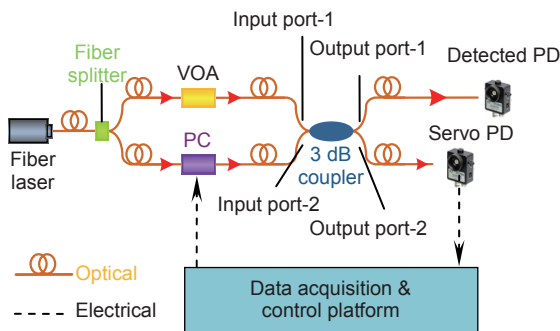 Input port-1
Output port-1
Detected PD
Fiber
splitter
VOA
Servo PD
Fiber
laser
PC
3 dB
coupler
Input port-2
Output port-2
Optical
Electrical
Data acquisition &
control platform